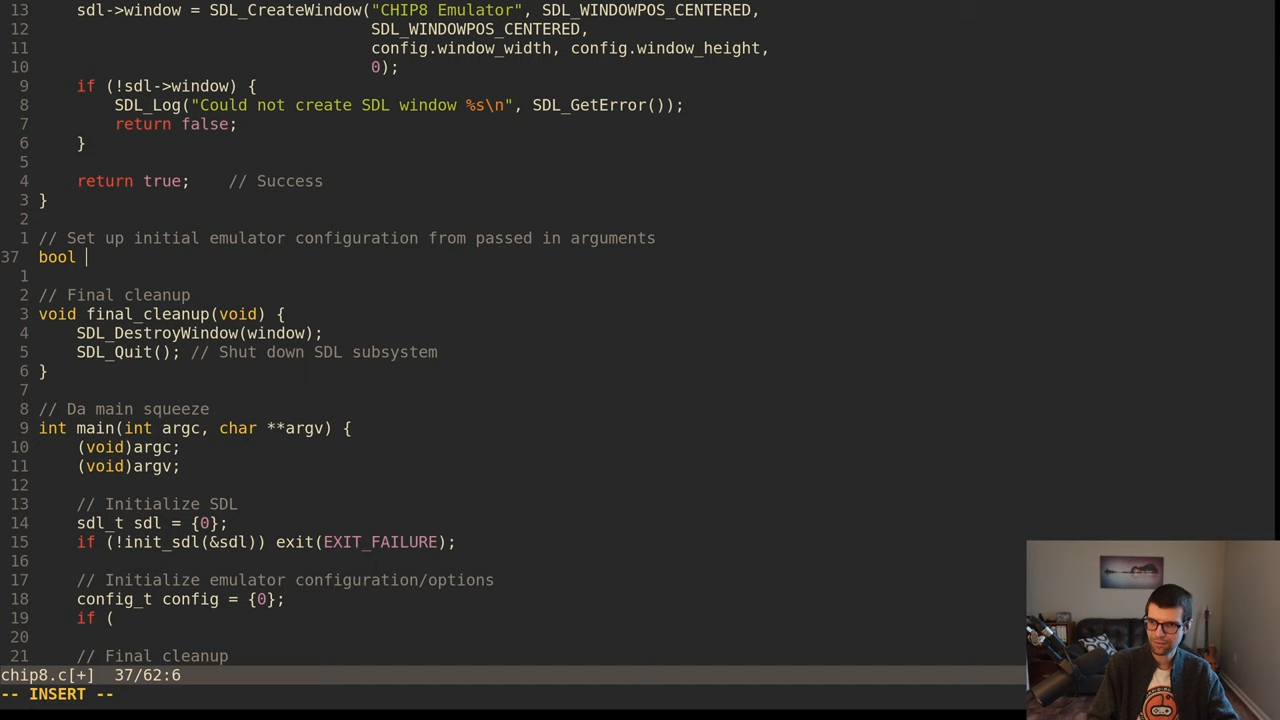 13     sdl->window = SDL_CreateWindow("CHIP8 Emulator", SDL_WINDOWPOS_CENTERED,
12                                    SDL_WINDOWPOS_CENTERED,
11                                    config.window_width, config.window_height,
10                                    0);
9     if (!sdl->window) {
8         SDL_Log("Could not create SDL window %s\n", SDL_GetError());
7         return false;
6     }
5
4     return true;    // Success
3 }
2
1 // Set up initial emulator configuration from passed in arguments
37 bool
1
2 // Final cleanup
3 void final_cleanup(void) {
4     SDL_DestroyWindow(window);
5     SDL_Quit(); // Shut down SDL subsystem
6 }
7
8 // Da main squeeze
9 int main(int argc, char **argv) {
10     (void)argc;
11     (void)argv;
12
13     // Initialize SDL
14     sdl_t sdl = {0};
15     if (!init_sdl(&sdl)) exit(EXIT_FAILURE);
16
17     // Initialize emulator configuration/options
18     config_t config = {0};
19     if (
20
21     // Final cleanup
chip8.c[+]  37/62:6
-- INSERT --